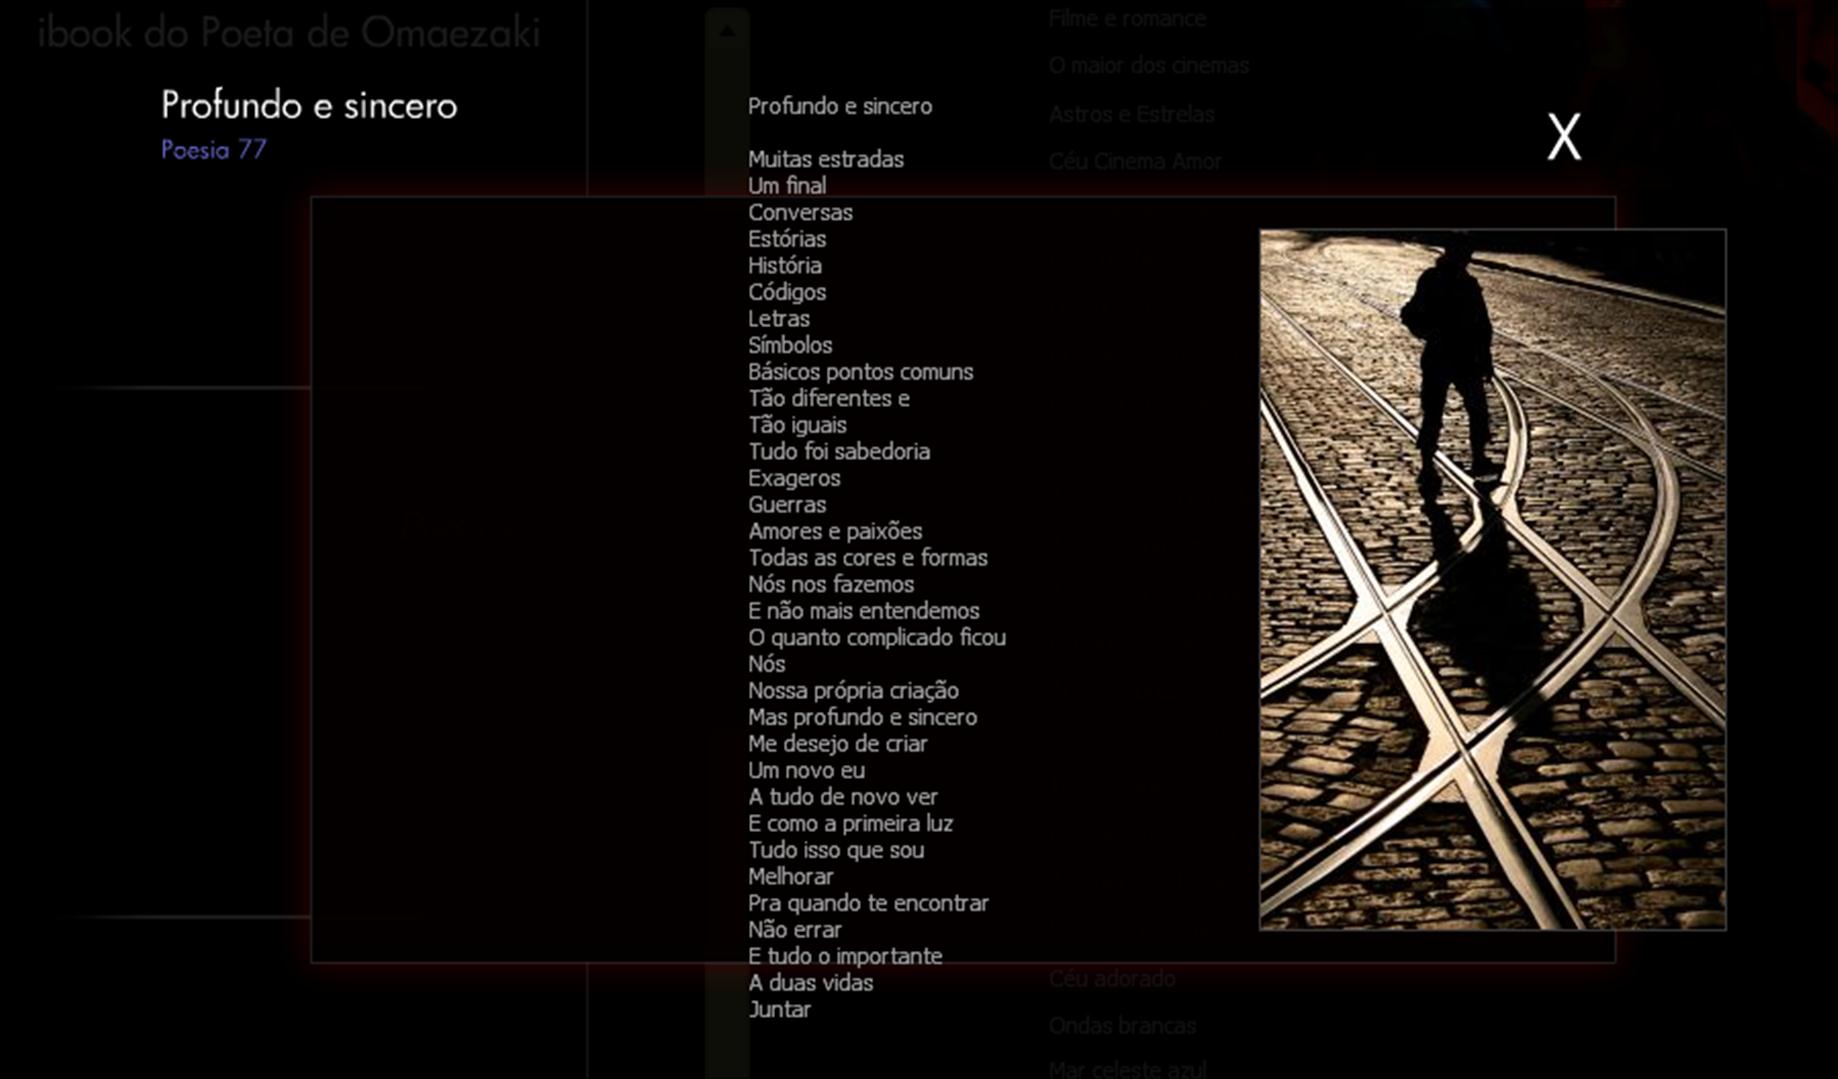 ibook do Poeta de Omaezaki
Profundo e sincero
Poesia 77
X
Profundo e sincero
Muitas estradas
Um final
Conversas
Estórias
História
Códigos
Letras
Símbolos
Básicos pontos comuns
Tão diferentes e
Tão iguais
Tudo foi sabedoria
Exageros
Guerras
Amores e paixões
Todas as cores e formas
Nós nos fazemos
E não mais entendemos
O quanto complicado ficou
Nós
Nossa própria criação
Mas profundo e sincero
Me desejo de criar
Um novo eu
A tudo de novo ver
E como a primeira luz
Tudo isso que sou
Melhorar
Pra quando te encontrar
Não errar
E tudo o importante
A duas vidas
Juntar
Filme e romance
O maior dos cinemas
Astros e Estrelas
Céu Cinema Amor
Céu adorado
Ondas brancas
Mar celeste azul